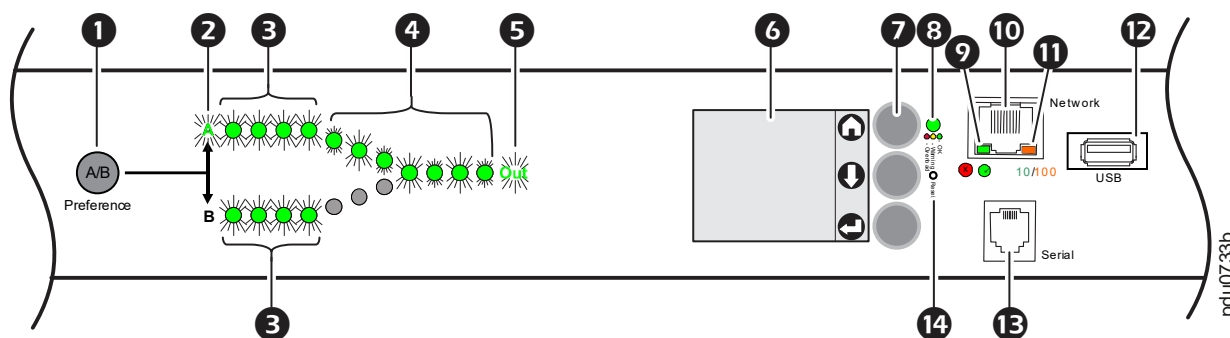 1
2
3
4
5
6
7
8
9
10
11
12
A
A/B
Preference
B
Out
OK
Warning
Critical
Reset
Network
10/100
USB
Serial
3
14
13
pdu0733b